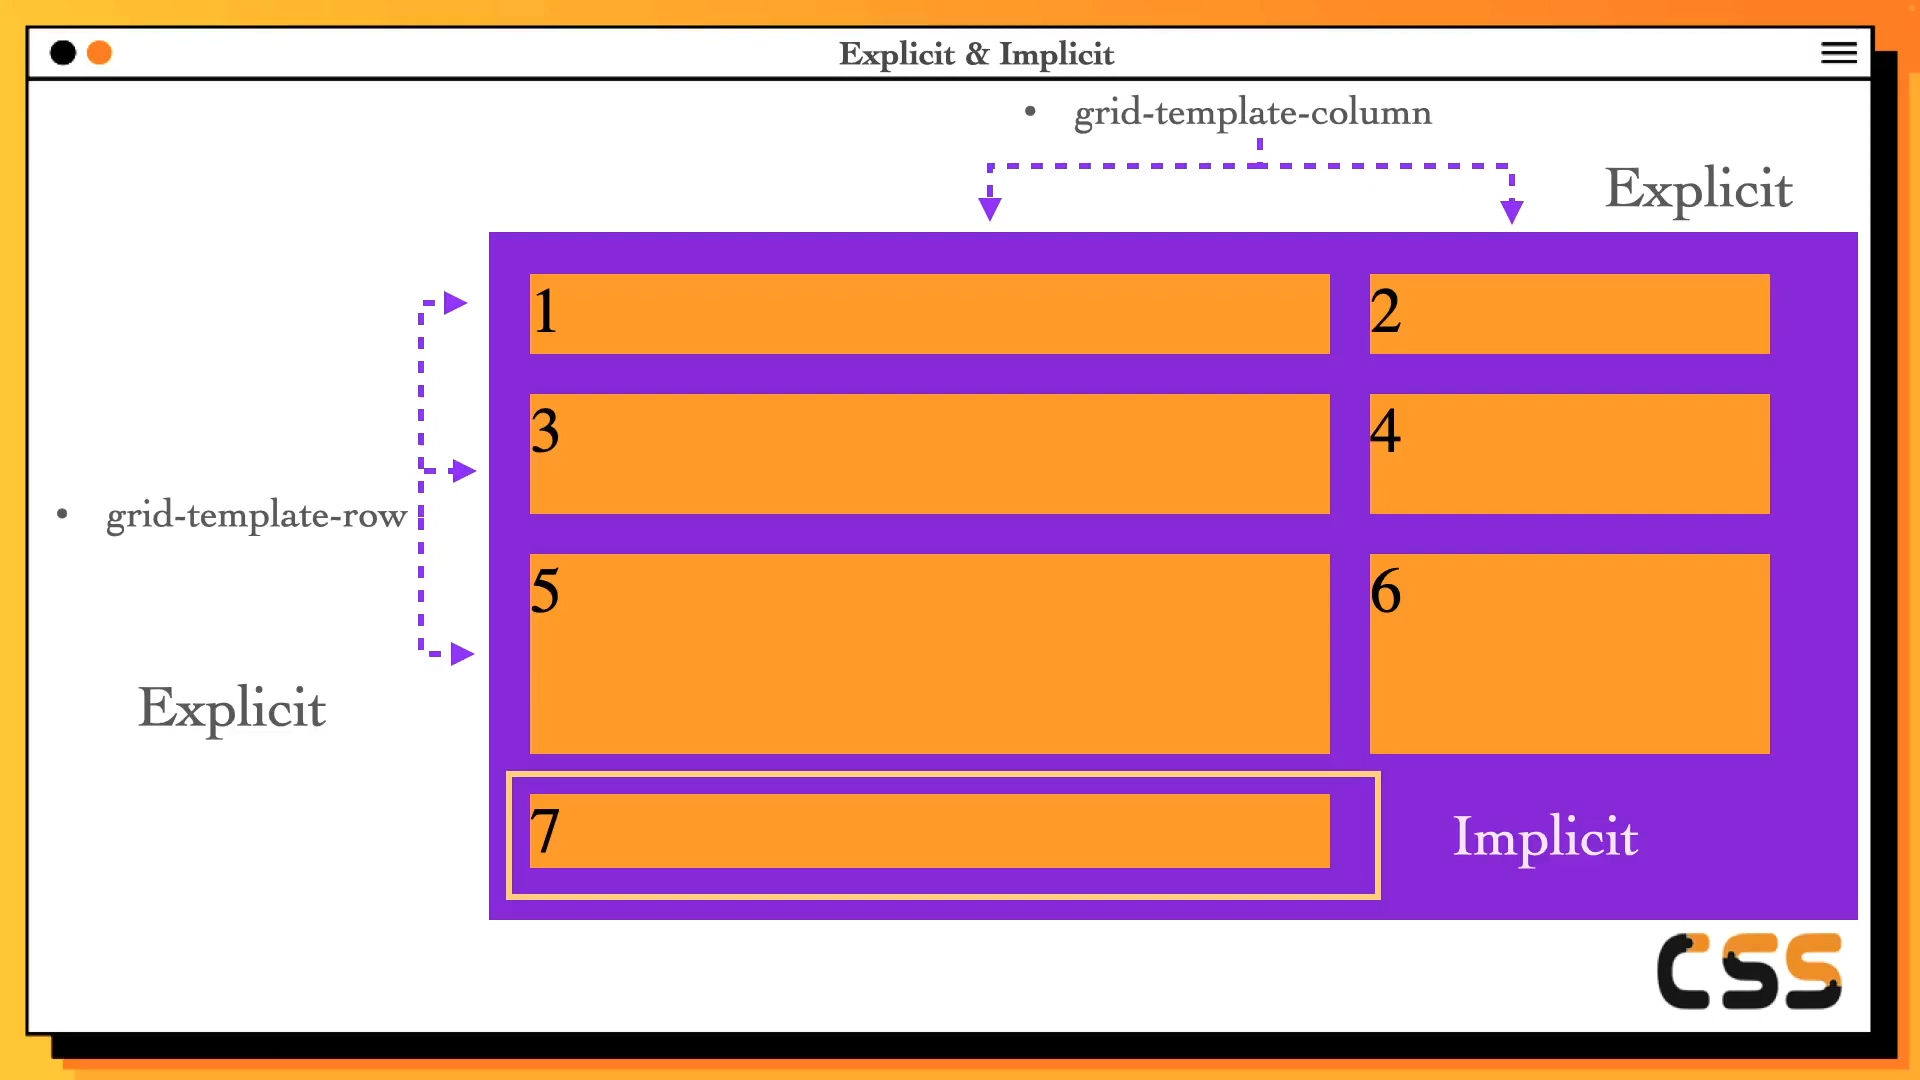 Explicit & Implicit
• grid-template-column
Explicit
1
2
3
4
• grid-template-row
5
6
Explicit
7
Implicit
CSS